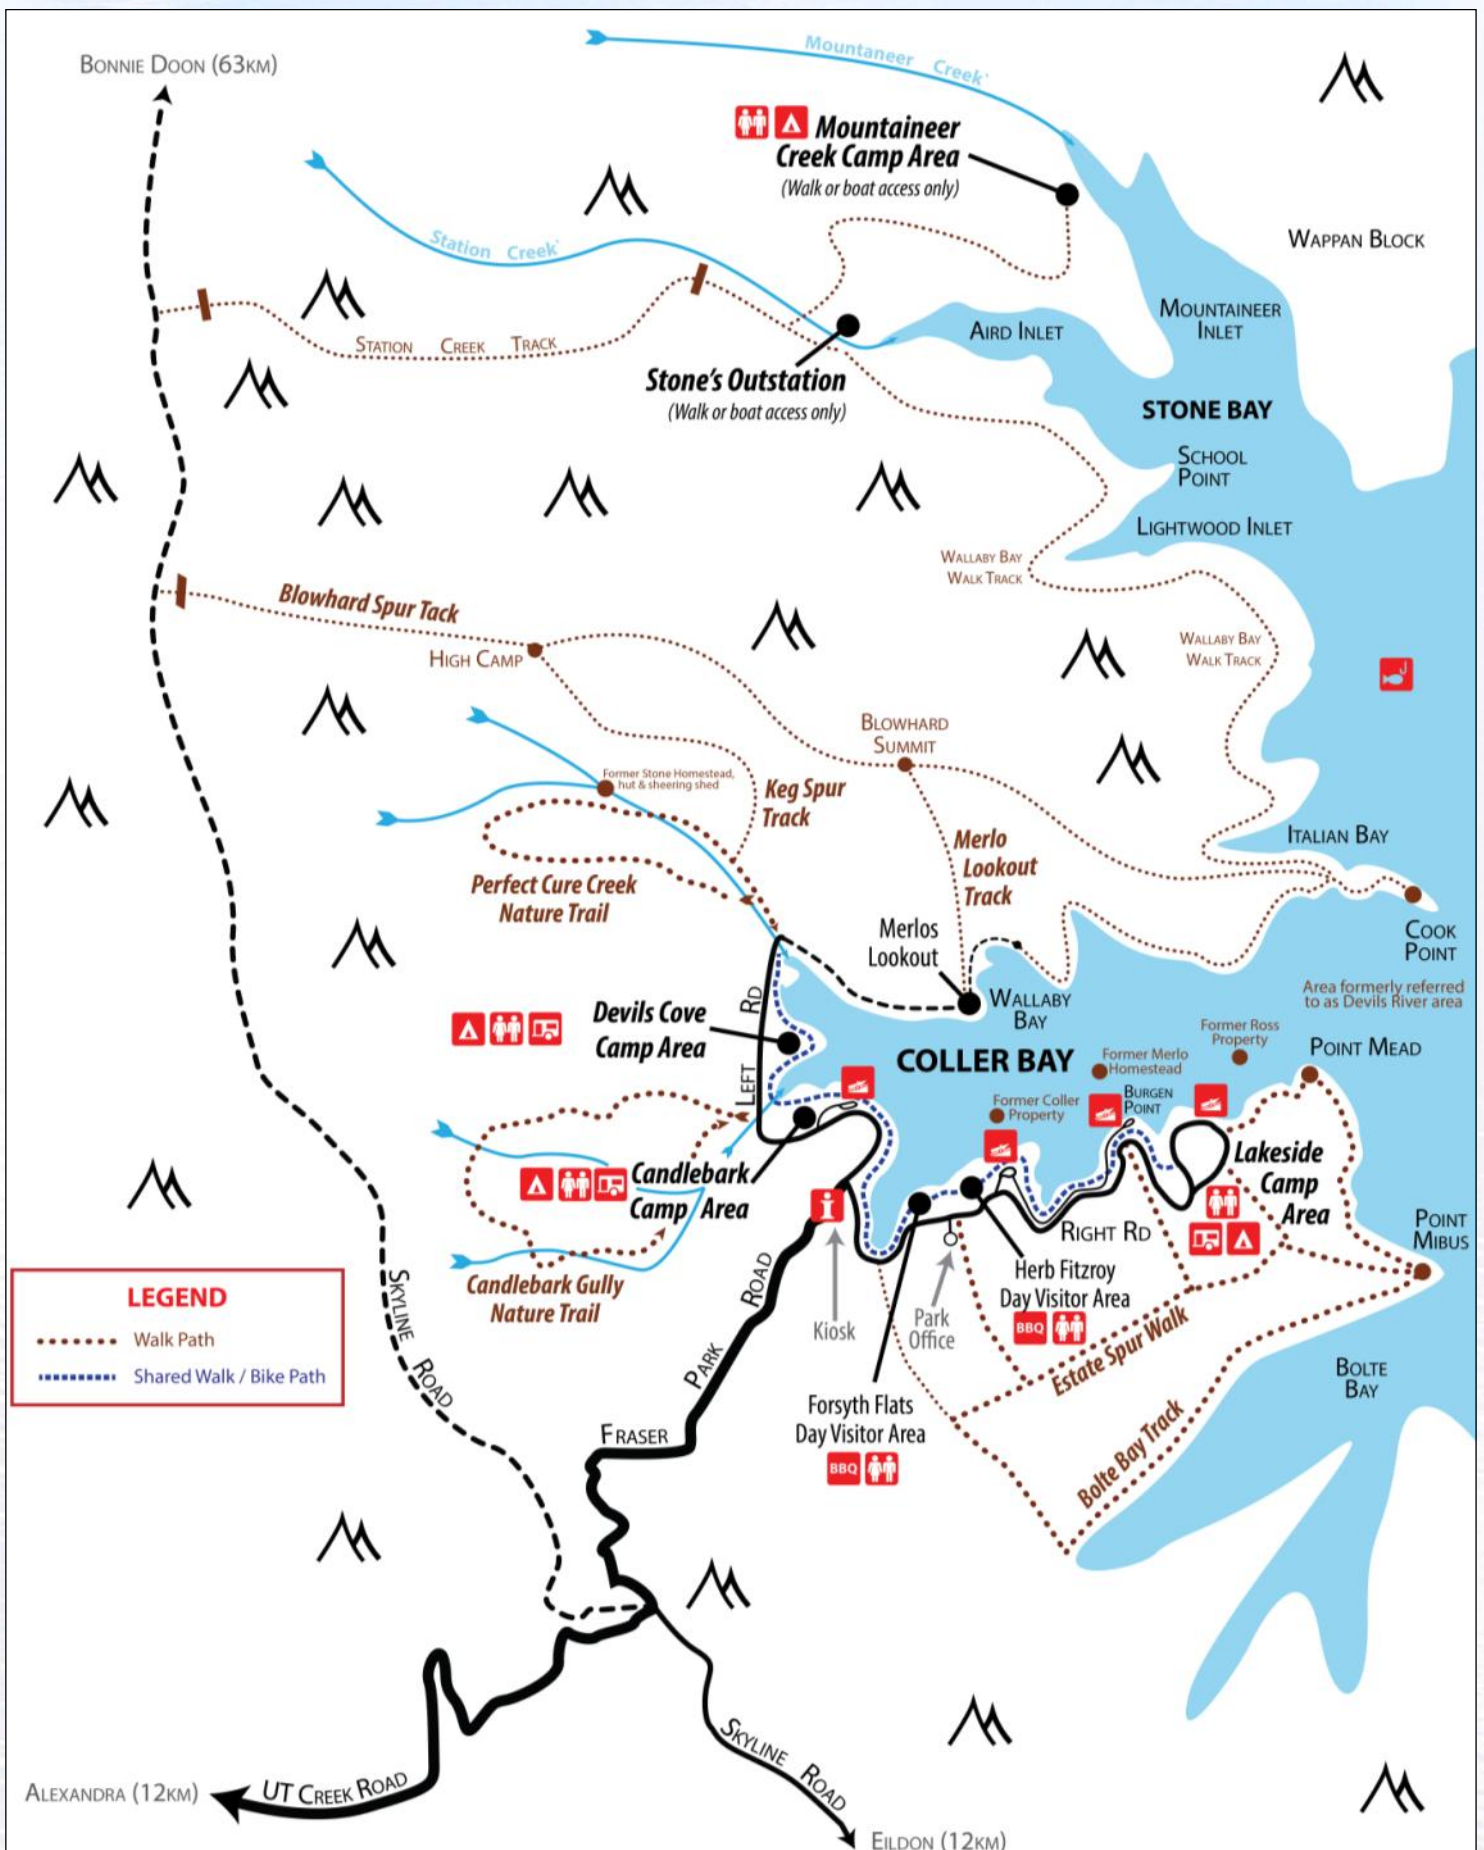 BONNIE DOON (63KM)
Mountaneer Creek'
Mountaineer
Creek Camp Area
(Walk or boat access only)
Station Creek'
WAPPAN BLOCK
MOUNTAINEER
INLET
AIRD INLET
STATION CREEK TRACK
Stone's Outstation
(Walk or boat access only)
STONE BAY
SCHOOL
POINT
LIGHTWOOD INLET
WALLABY BAY
WALK TRACK
Blowhard Spur Tack
HIGH CAMP
WALLABY BAY
WALK TRACK
BLOWHARD
SUMMIT
Former Stone Homestead,
hut & sheering shed
Keg Spur
Track
Merlo
Lookout
Track
ITALIAN BAY
Perfect Cure Creek
Nature Trail
Merlos
Lookout
COOK
POINT
Area formerly referred
to as Devils River area
WALLABY
BAY
Devils Cove
Camp Area
LEFT RD
COLLER BAY
Former Ross
Property
Former Merlo
Homestead
POINT MEAD
Former Coller
Property
BURGEN
POINT
Lakeside
Camp
Area
Candlebark
Camp Area
i
RIGHT RD
POINT
MIBUS
Candlebark Gully
Nature Trail
Herb Fitzroy
Day Visitor Area
BBQ
Kiosk
Park
Office
Estate Spur Walk
LEGEND
Walk Path
Shared Walk / Bike Path
SKYLINE ROAD
FRASER PARK ROAD
Forsyth Flats
Day Visitor Area
BBQ
BOLTE
BAY
Bolte Bay Track
SKYLINE ROAD
UT CREEK ROAD
ALEXANDRA (12KM)
EILDON (12KM)